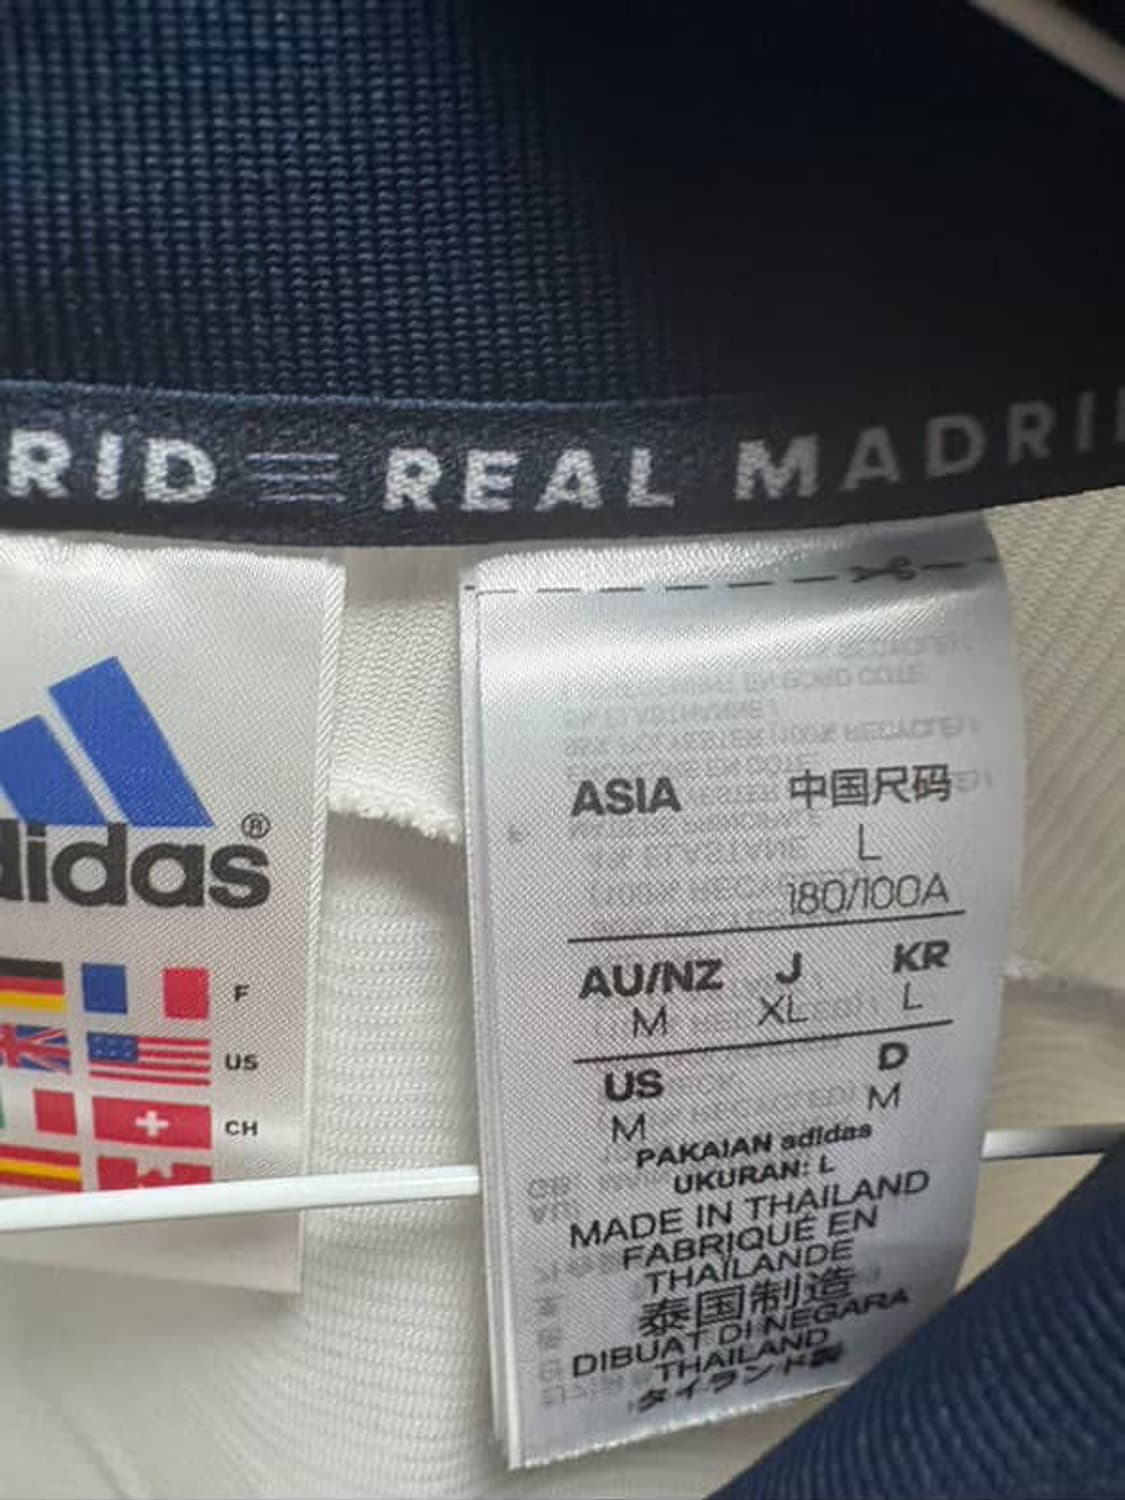 RID REAL MADRI
adidas ®
F
US
CH
ASIA 中国尺码
L
180/100A
AU/NZ J KR
M XL L
US D
M M
PAKAIAN adidas
UKURAN: L
MADE IN THAILAND
FABRIQUÉ EN
THAÏLANDE
泰国制造
DIBUAT DI NEGARA
THAILAND
タイランド製